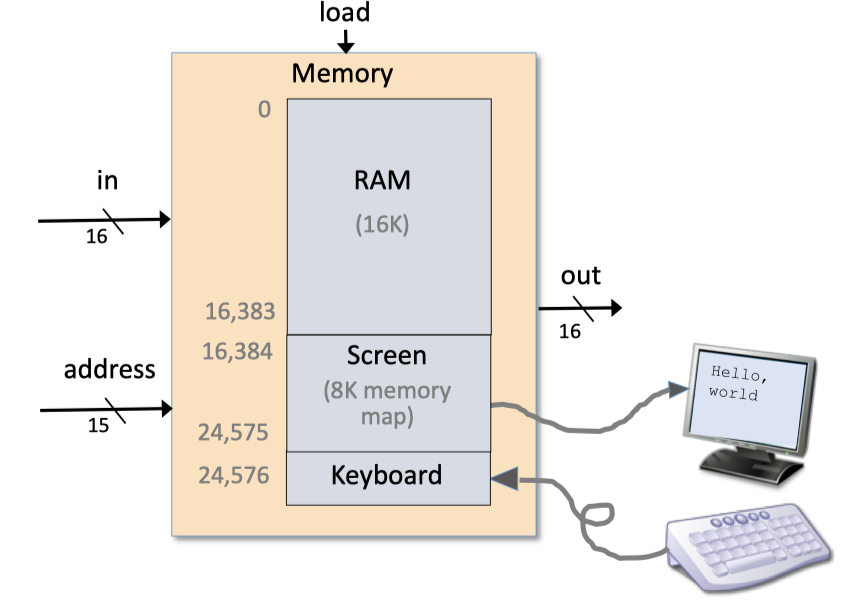 load
Memory
0
in
RAM
(16K)
16
out
16,383
16
16,384
Screen
address
(8K memory
map)
15
24,575
24,576
Keyboard
Hello,
world